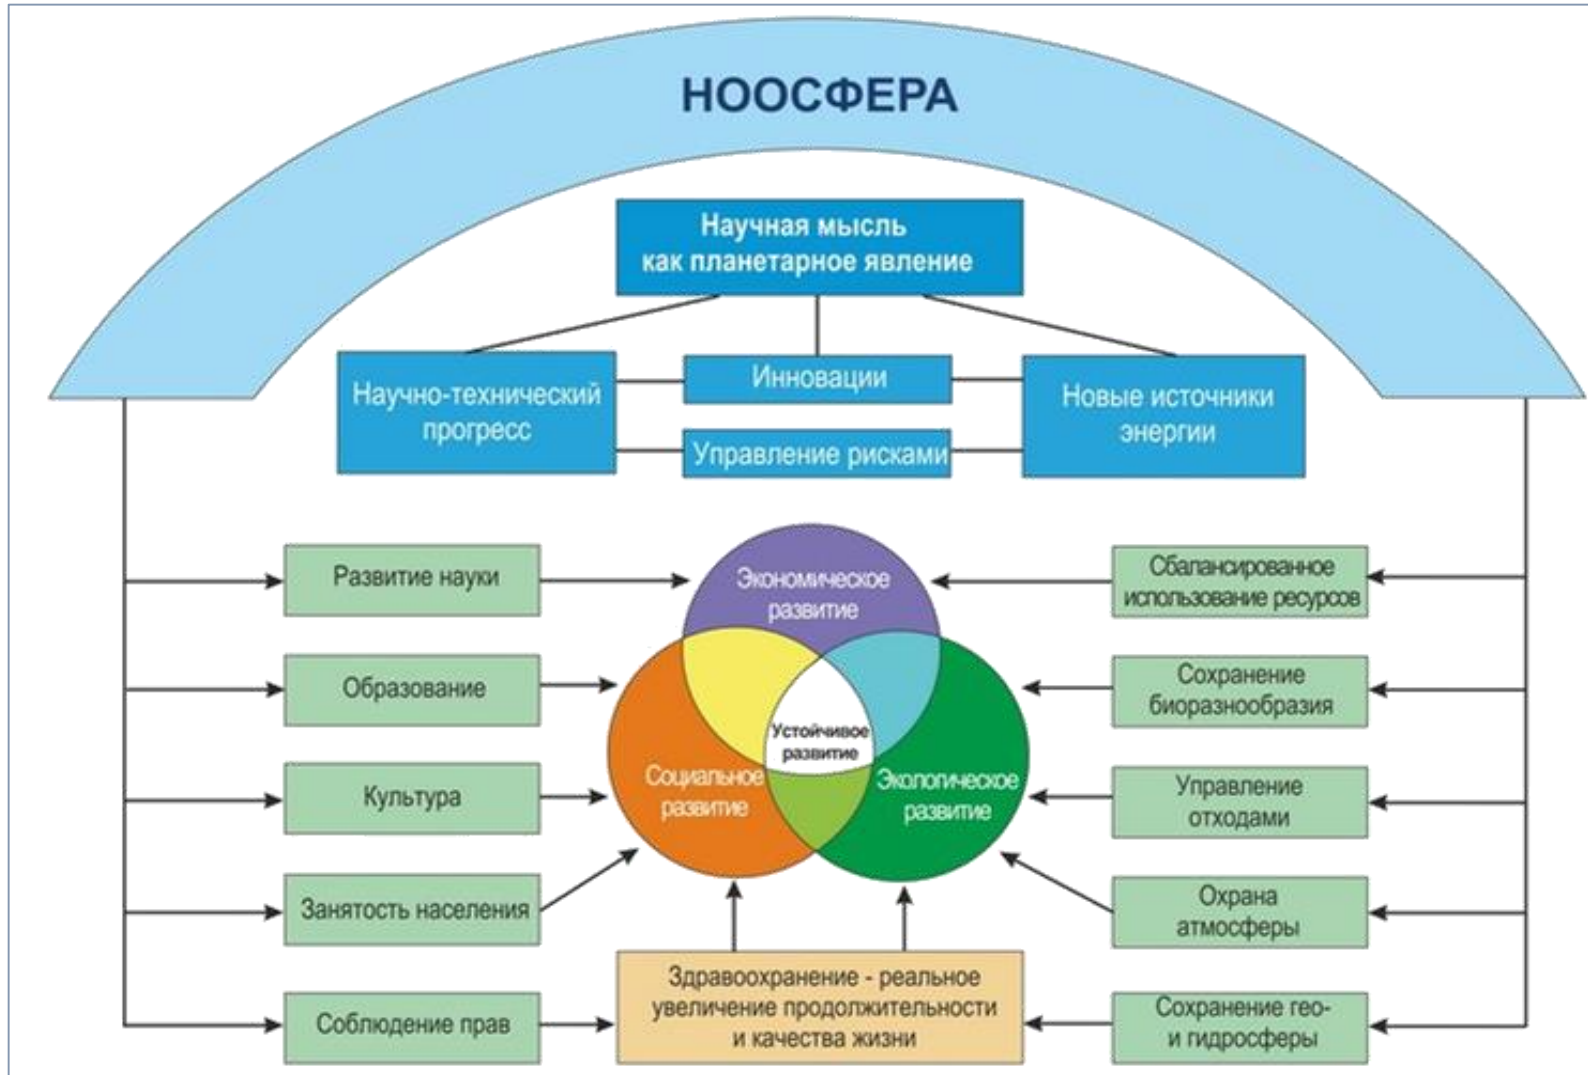 НООСФЕРА
Научная мысль
как планетарное явление
Научно-технический
прогресс
Инновации
Управление рисками
Новые источники
энергии
Развитие науки
Образование
Культура
Занятость населения
Соблюдение прав
Экономическое
развитие
Устойчивое
развитие
Социальное
развитие
Экологическое
развитие
Здравоохранение - реальное
увеличение продолжительности
и качества жизни
Сбалансированное
использование ресурсов
Сохранение
биоразнообразия
Управление
отходами
Охрана
атмосферы
Сохранение гео-
и гидросферы